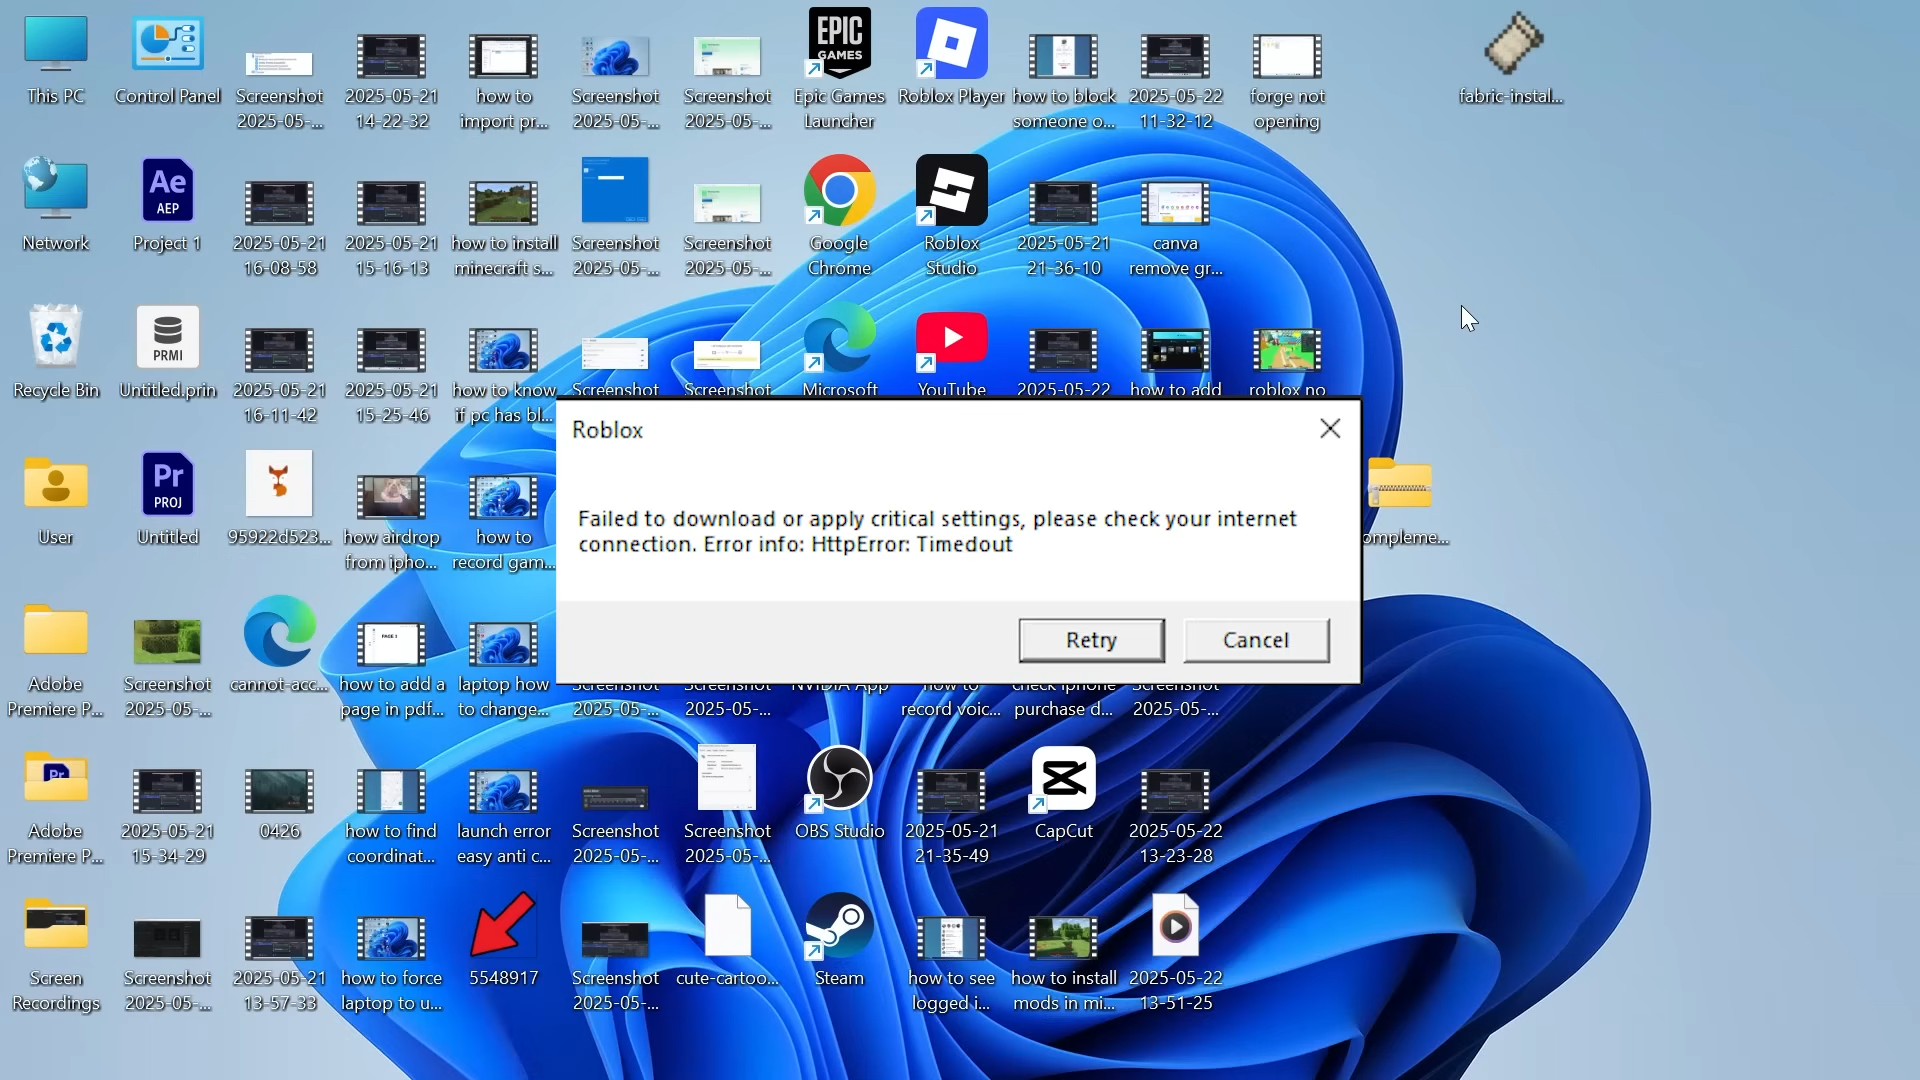 This PC
Control Panel
Screenshot
2025-05-...
2025-05-21
14-22-32
how to
import pr...
Screenshot
2025-05-...
Screenshot
2025-05-...
EPIC
GAMES
Epic Games
Launcher
Roblox Player
how to block
someone o...
2025-05-22
11-32-12
forge not
opening
fabric-instal...
Network
Ae
AEP
Project 1
2025-05-21
16-08-58
2025-05-21
15-16-13
how to install
minecraft s...
Screenshot
2025-05-...
Screenshot
2025-05-...
Google
Chrome
Roblox
Studio
2025-05-21
21-36-10
canva
remove gr...
Recycle Bin
PRMI
Untitled.prin
2025-05-21
16-11-42
2025-05-21
15-25-46
how to know
if pc has bl...
Screenshot
Screenshot
Microsoft
YouTube
2025-05-22
how to add
roblox no
Roblox
Failed to download or apply critical settings, please check your internet
connection. Error info: HttpError: Timedout
Retry
Cancel
User
Pr
PROJ
Untitled
95922d523...
how airdrop
from ipho...
how to
record gam...
ompleme...
Adobe
Premiere P...
Screenshot
2025-05-...
cannot-acc...
PAGE 2
how to add a
page in pdf...
laptop how
to change...
Screenshot
2025-05-...
Screenshot
2025-05-...
NVIDIA App
how to
record voic...
check iphone
purchase d...
Screenshot
2025-05-...
Pr
Adobe
Premiere P...
2025-05-21
15-34-29
0426
how to find
coordinat...
launch error
easy anti c...
Screenshot
2025-05-...
Screenshot
2025-05-...
OBS Studio
2025-05-21
21-35-49
CapCut
2025-05-22
13-23-28
Screen
Recordings
Screenshot
2025-05-...
2025-05-21
13-57-33
how to force
laptop to u...
5548917
Screenshot
2025-05-...
cute-cartoo...
Steam
how to see
logged i...
how to install
mods in mi...
2025-05-22
13-51-25